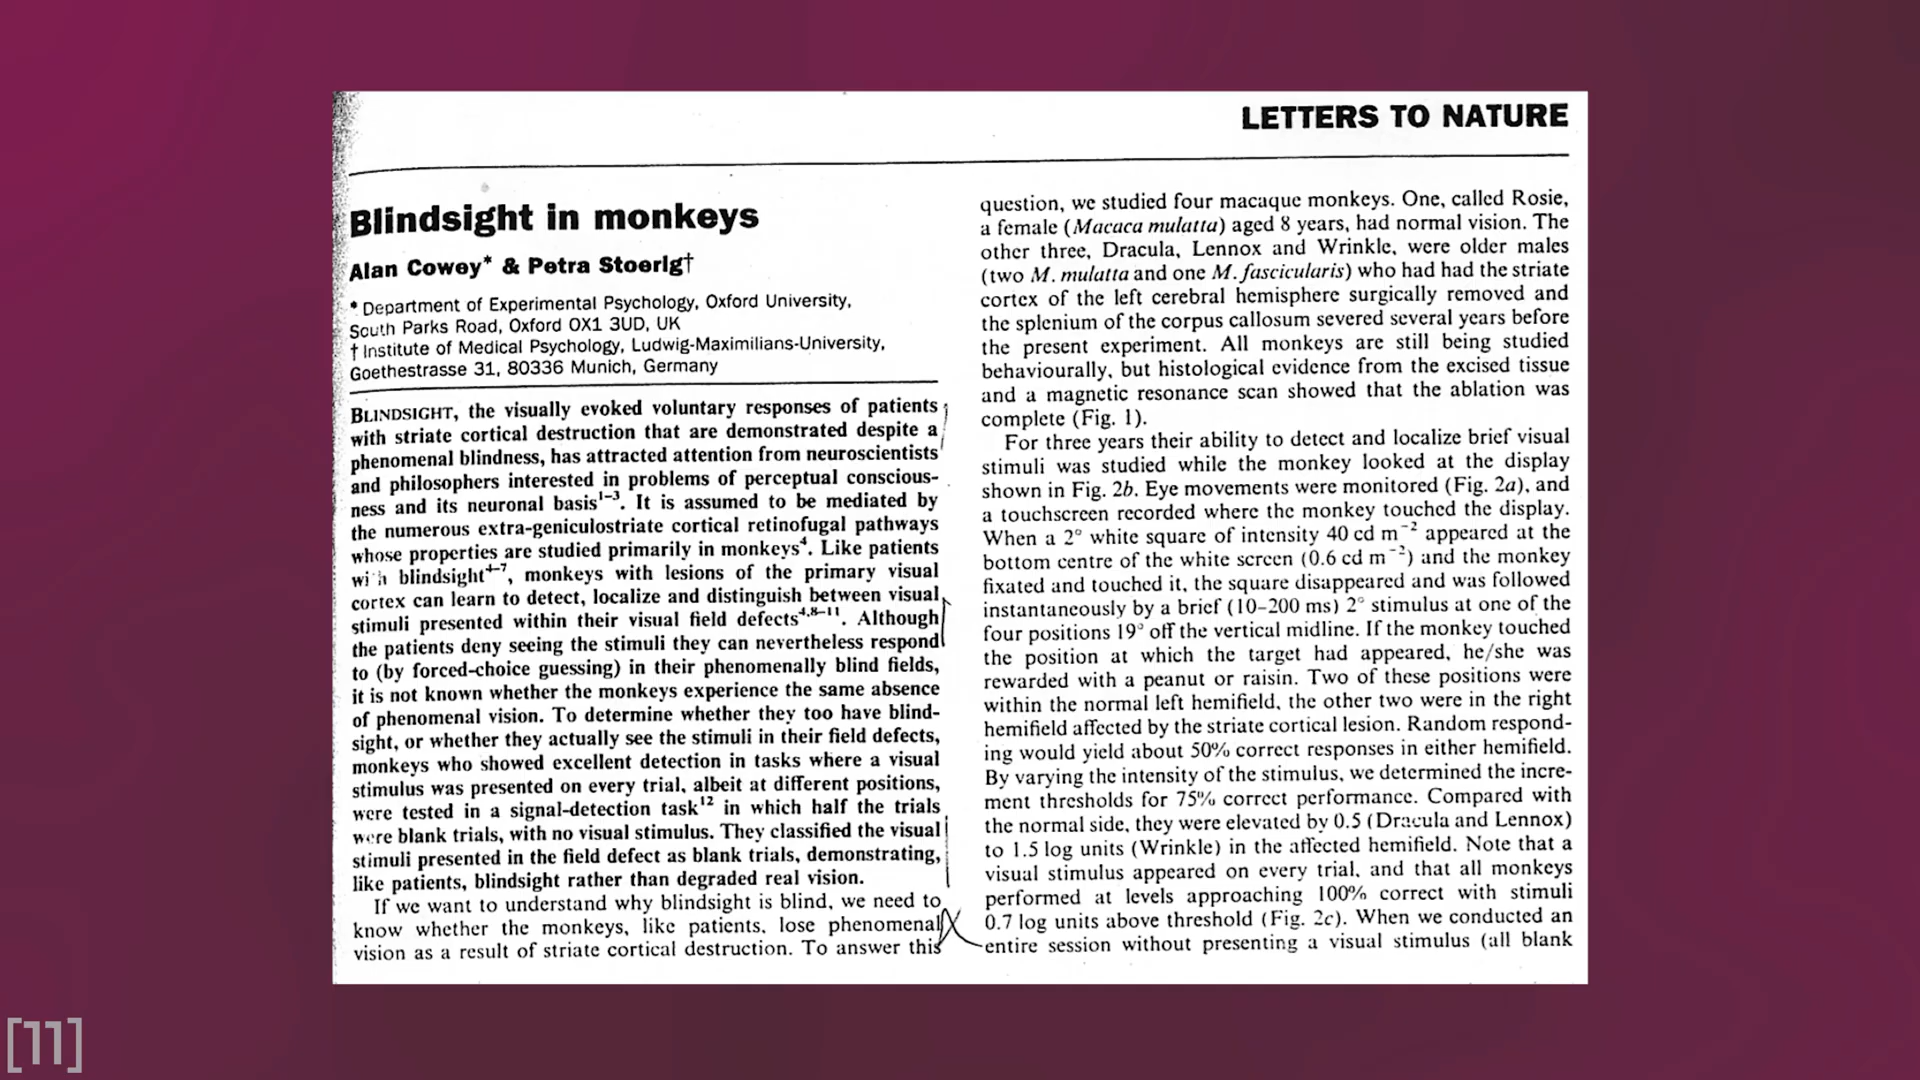 LETTERS TO NATURE
Blindsight in monkeys
Alan Cowey* & Petra Stoerig†
* Department of Experimental Psychology, Oxford University,
South Parks Road, Oxford OX1 3UD, UK
† Institute of Medical Psychology, Ludwig-Maximilians-University,
Goethestrasse 31, 80336 Munich, Germany
BLINDSIGHT, the visually evoked voluntary responses of patients
with striate cortical destruction that are demonstrated despite a
phenomenal blindness, has attracted attention from neuroscientists
and philosophers interested in problems of perceptual conscious-
ness and its neuronal basis¹⁻³. It is assumed to be mediated by
the numerous extra-geniculostriate cortical retinofugal pathways
whose properties are studied primarily in monkeys⁴. Like patients
with blindsight⁴⁻⁷, monkeys with lesions of the primary visual
cortex can learn to detect, localize and distinguish between visual
stimuli presented within their visual field defects⁴,⁸⁻¹¹. Although
the patients deny seeing the stimuli they can nevertheless respond
to (by forced-choice guessing) in their phenomenally blind fields,
it is not known whether the monkeys experience the same absence
of phenomenal vision. To determine whether they too have blind-
sight, or whether they actually see the stimuli in their field defects,
monkeys who showed excellent detection in tasks where a visual
stimulus was presented on every trial, albeit at different positions,
were tested in a signal-detection task¹² in which half the trials
were blank trials, with no visual stimulus. They classified the visual
stimuli presented in the field defect as blank trials, demonstrating,
like patients, blindsight rather than degraded real vision.
If we want to understand why blindsight is blind, we need to
know whether the monkeys, like patients, lose phenomenal
vision as a result of striate cortical destruction. To answer this
question, we studied four macaque monkeys. One, called Rosie,
a female (Macaca mulatta) aged 8 years, had normal vision. The
other three, Dracula, Lennox and Wrinkle, were older males
(two M. mulatta and one M. fascicularis) who had had the striate
cortex of the left cerebral hemisphere surgically removed and
the splenium of the corpus callosum severed several years before
the present experiment. All monkeys are still being studied
behaviourally, but histological evidence from the excised tissue
and a magnetic resonance scan showed that the ablation was
complete (Fig. 1).
For three years their ability to detect and localize brief visual
stimuli was studied while the monkey looked at the display
shown in Fig. 2b. Eye movements were monitored (Fig. 2a), and
a touchscreen recorded where the monkey touched the display.
When a 2° white square of intensity 40 cd m⁻² appeared at the
bottom centre of the white screen (0.6 cd m⁻²) and the monkey
fixated and touched it, the square disappeared and was followed
instantaneously by a brief (10–200 ms) 2° stimulus at one of the
four positions 19° off the vertical midline. If the monkey touched
the position at which the target had appeared, he/she was
rewarded with a peanut or raisin. Two of these positions were
within the normal left hemifield, the other two were in the right
hemifield affected by the striate cortical lesion. Random respond-
ing would yield about 50% correct responses in either hemifield.
By varying the intensity of the stimulus, we determined the incre-
ment thresholds for 75% correct performance. Compared with
the normal side, they were elevated by 0.5 (Dracula and Lennox)
to 1.5 log units (Wrinkle) in the affected hemifield. Note that a
visual stimulus appeared on every trial, and that all monkeys
performed at levels approaching 100% correct with stimuli
0.7 log units above threshold (Fig. 2c). When we conducted an
entire session without presenting a visual stimulus (all blank
[11]